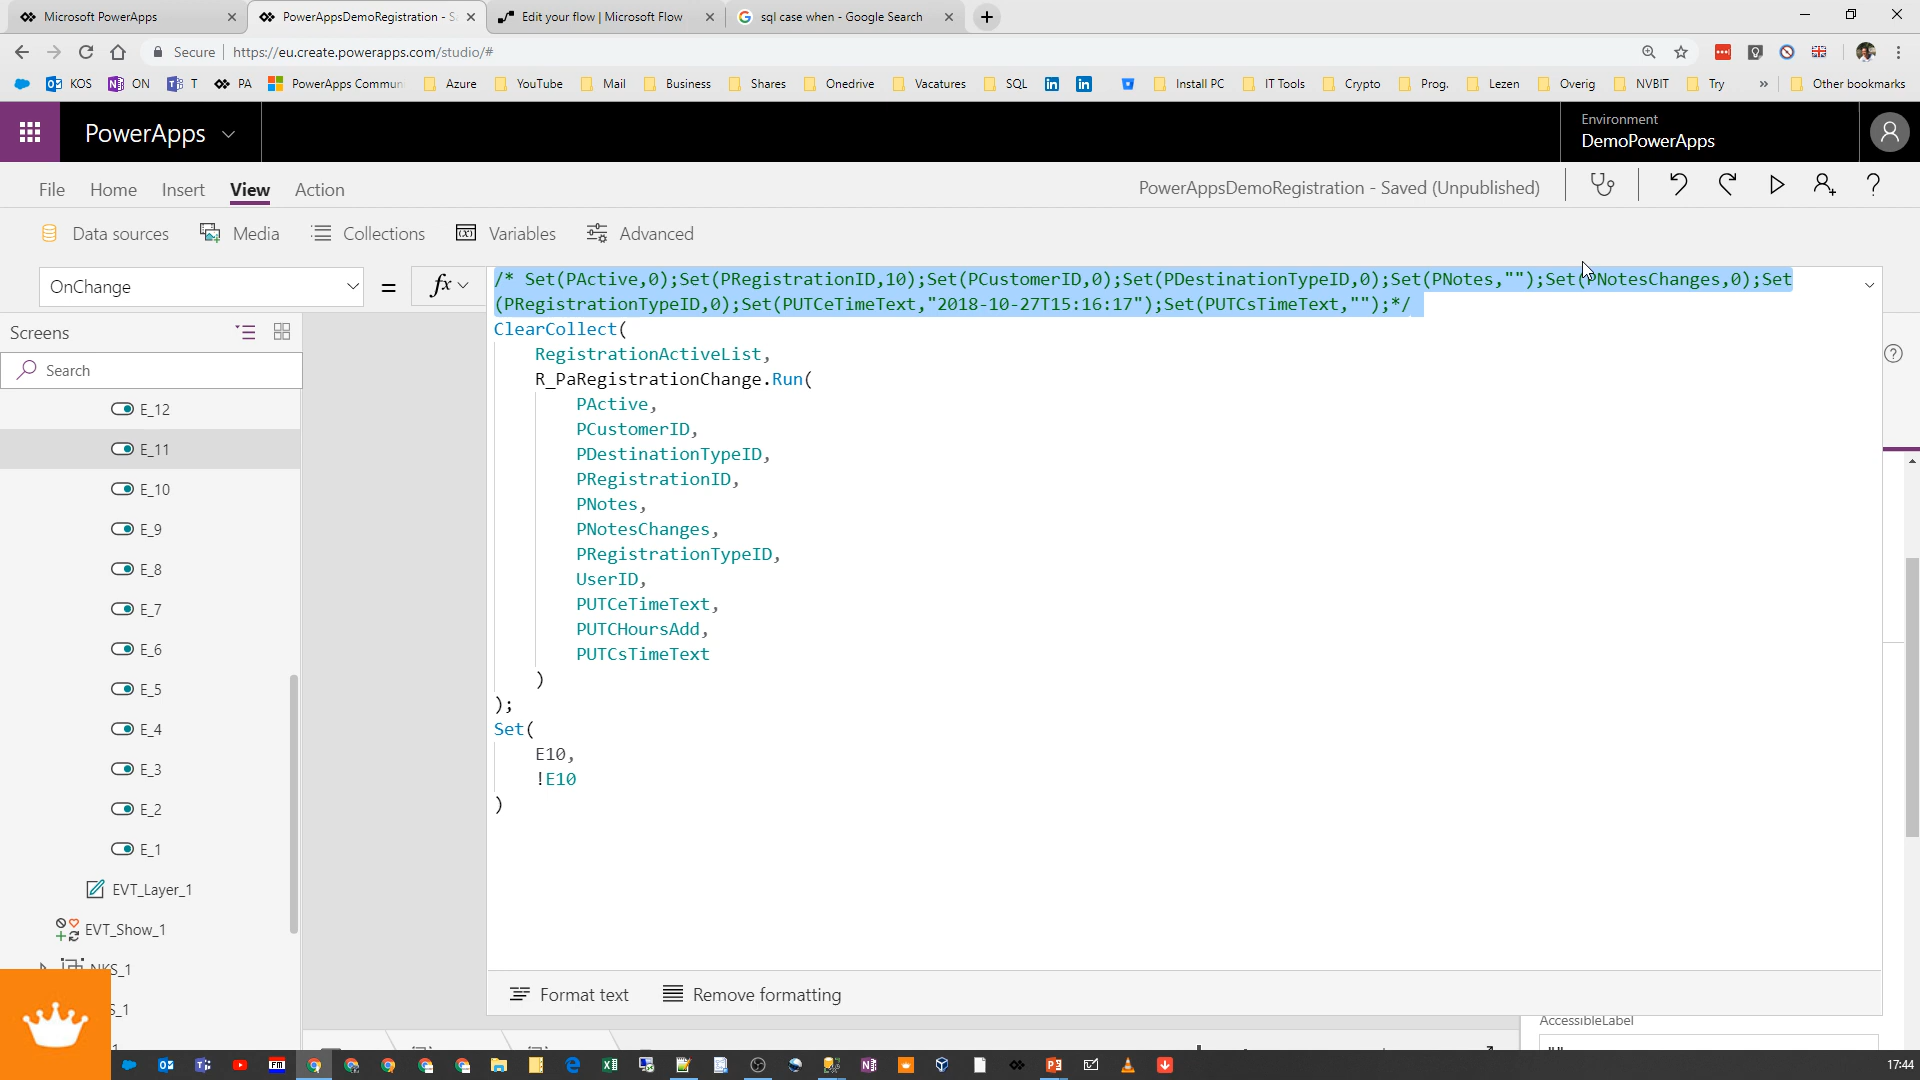 Microsoft PowerApps
PowerAppsDemoRegistration - S
Edit your flow | Microsoft Flow
sql case when - Google Search
Secure
https://eu.create.powerapps.com/studio/#
KOS
ON
T
PA
PowerApps Commun
Azure
YouTube
Mail
Business
Shares
Onedrive
Vacatures
SQL
Install PC
IT Tools
Crypto
Prog.
Lezen
Overig
NVBIT
Try
»
Other bookmarks
PowerApps
Environment
DemoPowerApps
File
Home
Insert
View
Action
PowerAppsDemoRegistration - Saved (Unpublished)
Data sources
Media
Collections
Variables
Advanced
OnChange
=
fx
/* Set(PActive,0);Set(PRegistrationID,10);Set(PCustomerID,0);Set(PDestinationTypeID,0);Set(PNotes,"");Set(PNotesChanges,0);Set
(PRegistrationTypeID,0);Set(PUTCeTimeText,"2018-10-27T15:16:17");Set(PUTCsTimeText,"");*/
ClearCollect(
RegistrationActiveList,
R_PaRegistrationChange.Run(
PActive,
PCustomerID,
PDestinationTypeID,
PRegistrationID,
PNotes,
PNotesChanges,
PRegistrationTypeID,
UserID,
PUTCeTimeText,
PUTCHoursAdd,
PUTCsTimeText
)
);
Set(
E10,
!E10
)
Screens
Search
E_12
E_11
E_10
E_9
E_8
E_7
E_6
E_5
E_4
E_3
E_2
E_1
EVT_Layer_1
EVT_Show_1
NKS_1
S_1
Format text
Remove formatting
AccessibleLabel
""
17:44